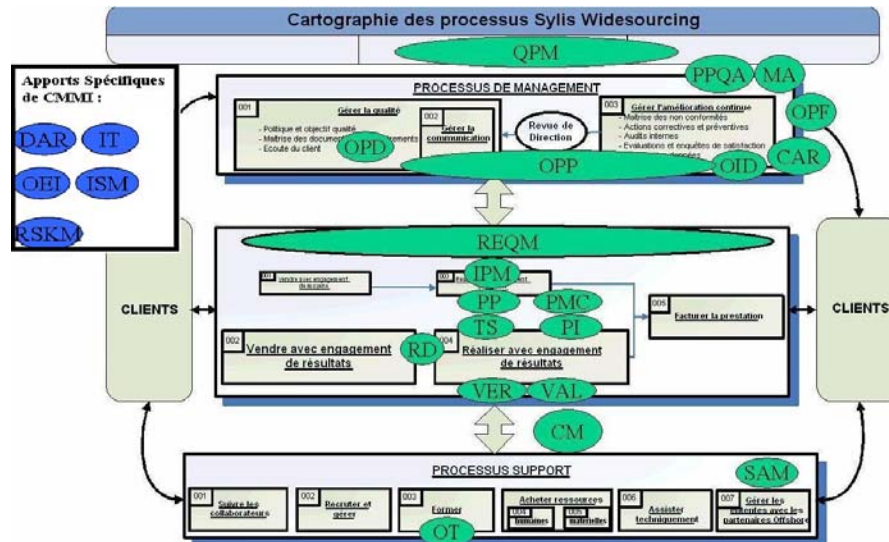 Cartographie des processus Sylis Widesourcing
QPM
Apports Spécifiques
de CMMI :
DAR IT
OEI ISM
RSKM
PPQA MA
OPF
CAR
PROCESSUS DE MANAGEMENT
001
Gérer la qualité
- Politique et objectif qualité
- Maitrise des
- Ecoute du client
OPD
002
Gérer la
communication
Revue de
Direction
003
Gérer l'amélioration continue
- Maitrise des non conformités
- Actions correctives et préventives
- Audits internes
- Evaluations et enquêtes de satisfaction
OPP
OID
REQM
IPM
Vendre avec engagement
PP PMC
TS PI
CLIENTS
002
Vendre avec engagement
de résultats
RD
004
Réaliser avec engagement
de résultats
005
Facturer la prestation
CLIENTS
VER VAL
CM
PROCESSUS SUPPORT
SAM
001
Suivre les
collaborateurs
002
Recruter et
gérer
003
Former
OT
Acheter ressources
004
humaines
005
matérielles
006
Assister
techniquement
007
Gérer les
ententes avec les
partenaires Offshore